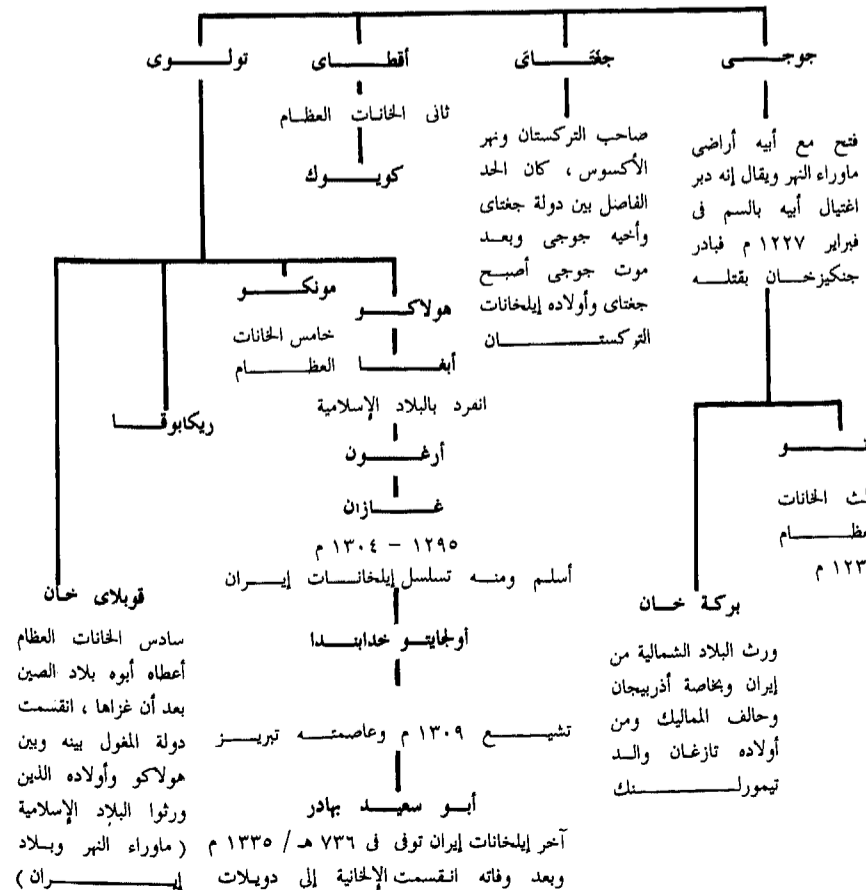 جوجى
جغتاى
أقطاى
تولوى
فتح مع أبيه أراضى
ماوراء النهر ويقال إنه دبر
اغتيال أبيه بالسم فى
فبراير ١٢٢٧ م فبادر
جنكيزخان بقتله
صاحب التركستان ونهر
الأكسوس ، كان الحد
الفاصل بين دولة جغتاى
وأخيه جوجى وبعد
موت جوجى أصبح
جغتاى وأولاده إيلخانات
التركستان
ثانى الخانات العظام
كويوك
مونكو
خامس الخانات
العظام
هولاكو
أبغا
انفرد بالبلاد الإسلامية
أرغون
غازان
١٢٩٥ – ١٣٠٤ م
أسلم ومنه تسلسل إيلخانات إيران
أولجايتو خدابندا
تشيع ١٣٠٩ م وعاصمته تبريز
أبو سعيد بهادر
آخر إيلخانات إيران توفى فى ٧٣٦ هـ / ١٣٣٥ م
وبعد وفاته انقسمت الإلخانية إلى دويلات
ريكابوقا
قوبلاى خان
سادس الخانات العظام
أعطاه أبوه بلاد الصين
بعد أن غزاها ، انقسمت
دولة المغول بينه وبين
هولاكو وأولاده الذين
ورثوا البلاد الإسلامية
( ماوراء النهر وبلاد
إيران )
الخانات
م
بركة خان
ورث البلاد الشمالية من
إيران وبخاصة أذربيجان
وحالف المماليك ومن
أولاده تازغان والد
تيمورلنك